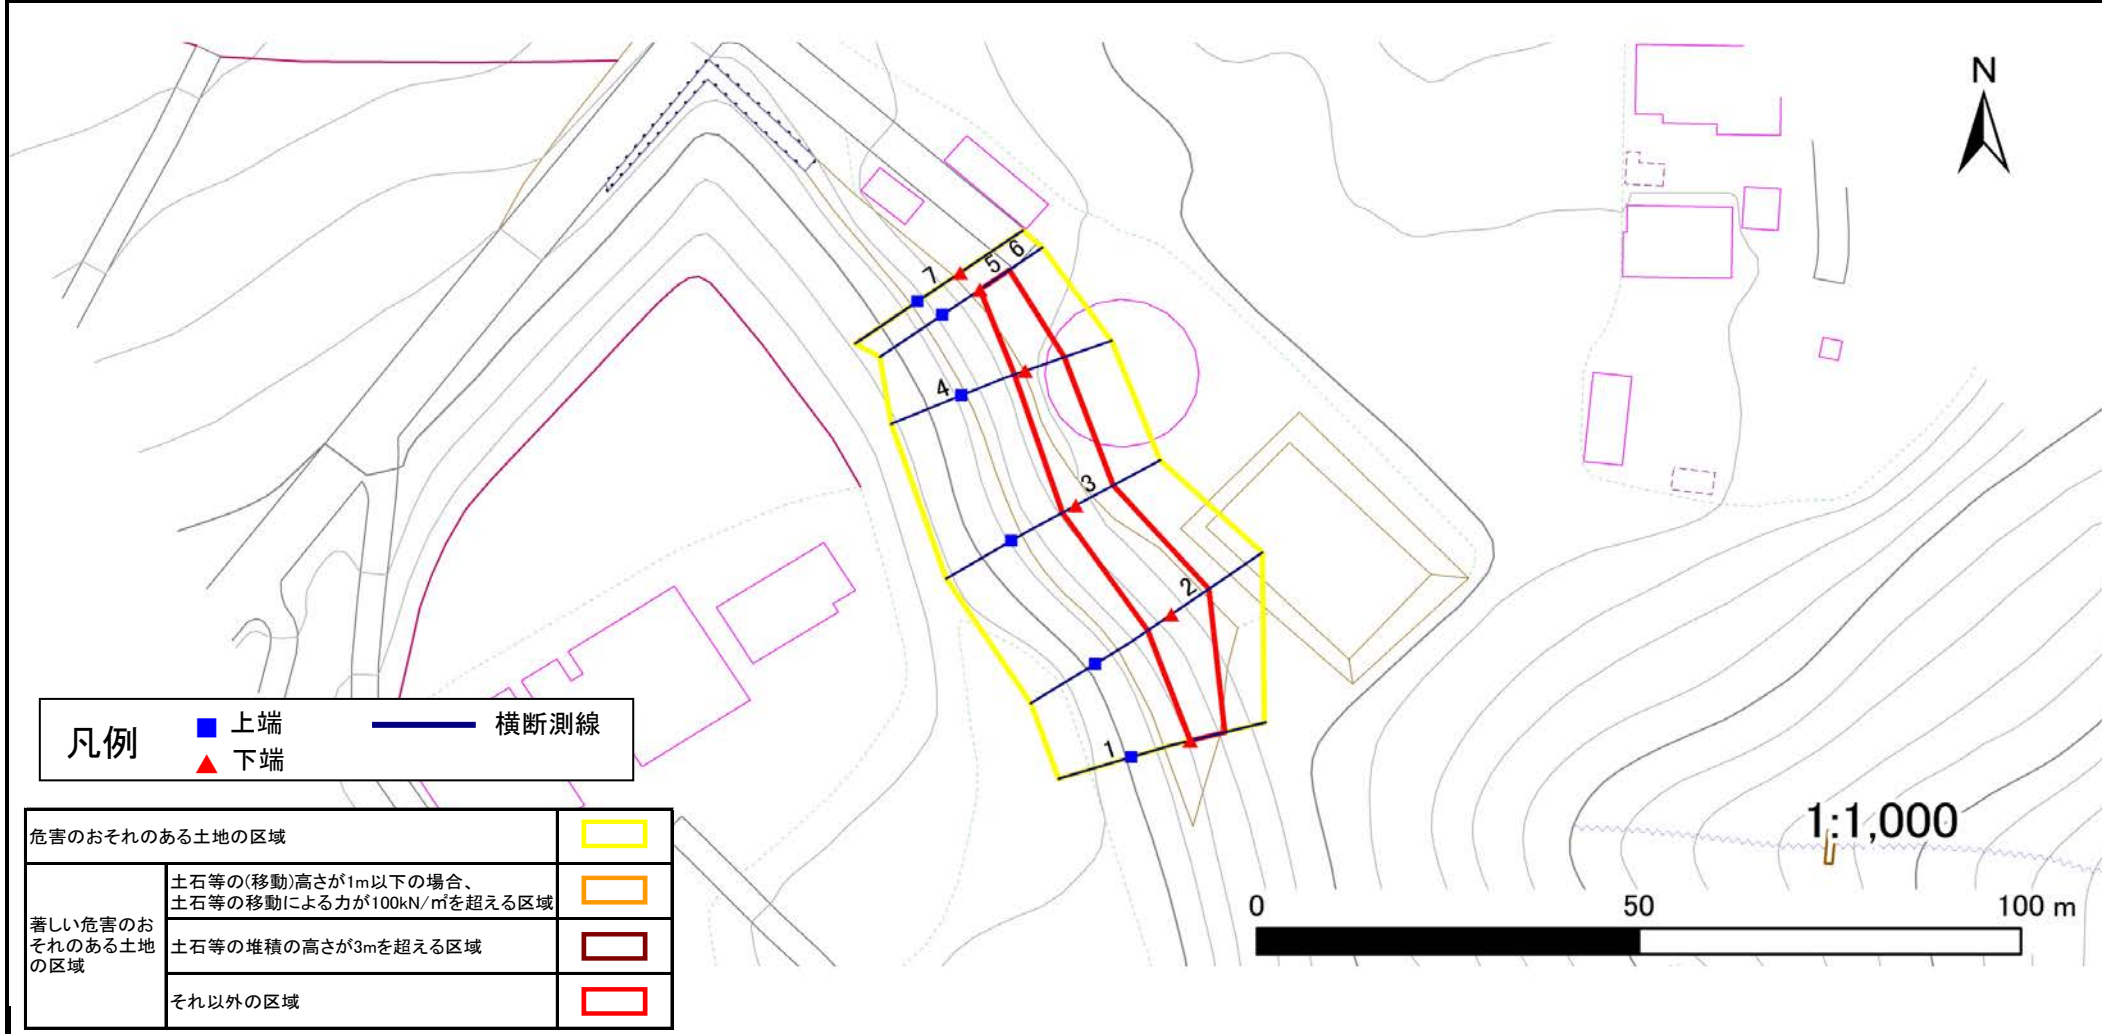 N
7
5
6
4
3
2
1
凡例
上端
横断測線
下端
危害のおそれのある土地の区域
著しい危害のお
それのある土地
の区域
土石等の(移動)高さが1m以下の場合、
土石等の移動による力が100kN/㎡を超える区域
土石等の堆積の高さが3mを超える区域
それ以外の区域
1:1,000
0 50 100 m